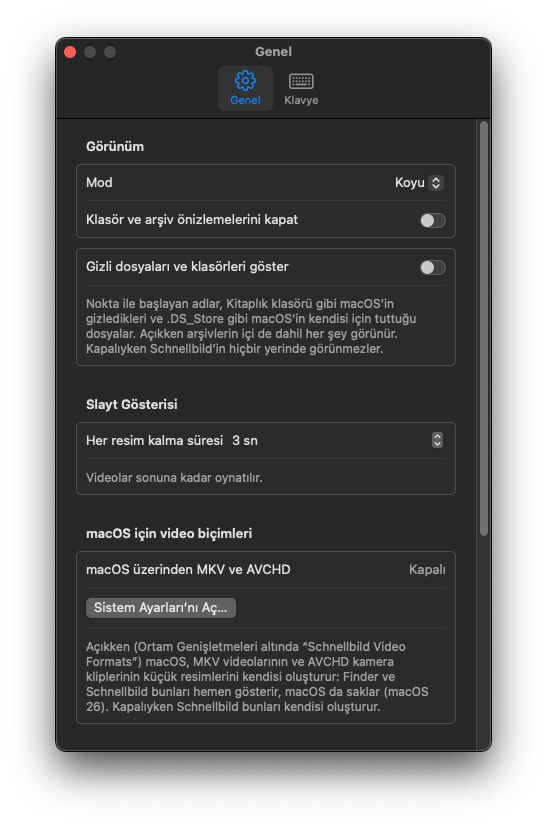 Genel
Genel
Klavye
Görünüm
Mod
Koyu
Klasör ve arşiv önizlemelerini kapat
Gizli dosyaları ve klasörleri göster
Nokta ile başlayan adlar, Kitaplık klasörü gibi macOS’in
gizledikleri ve .DS_Store gibi macOS’in kendisi için tuttuğu
dosyalar. Açıkken arşivlerin içi de dahil her şey görünür.
Kapalıyken Schnellbild’in hiçbir yerinde görünmezler.
Slayt Gösterisi
Her resim kalma süresi 3 sn
Videolar sonuna kadar oynatılır.
macOS için video biçimleri
macOS üzerinden MKV ve AVCHD
Kapalı
Sistem Ayarları’nı Aç...
Açıkken (Ortam Genişletmeleri altında “Schnellbild Video
Formats”) macOS, MKV videolarının ve AVCHD kamera
kliplerinin küçük resimlerini kendisi oluşturur: Finder ve
Schnellbild bunları hemen gösterir, macOS da saklar (macOS
26). Kapalıyken Schnellbild bunları kendisi oluşturur.